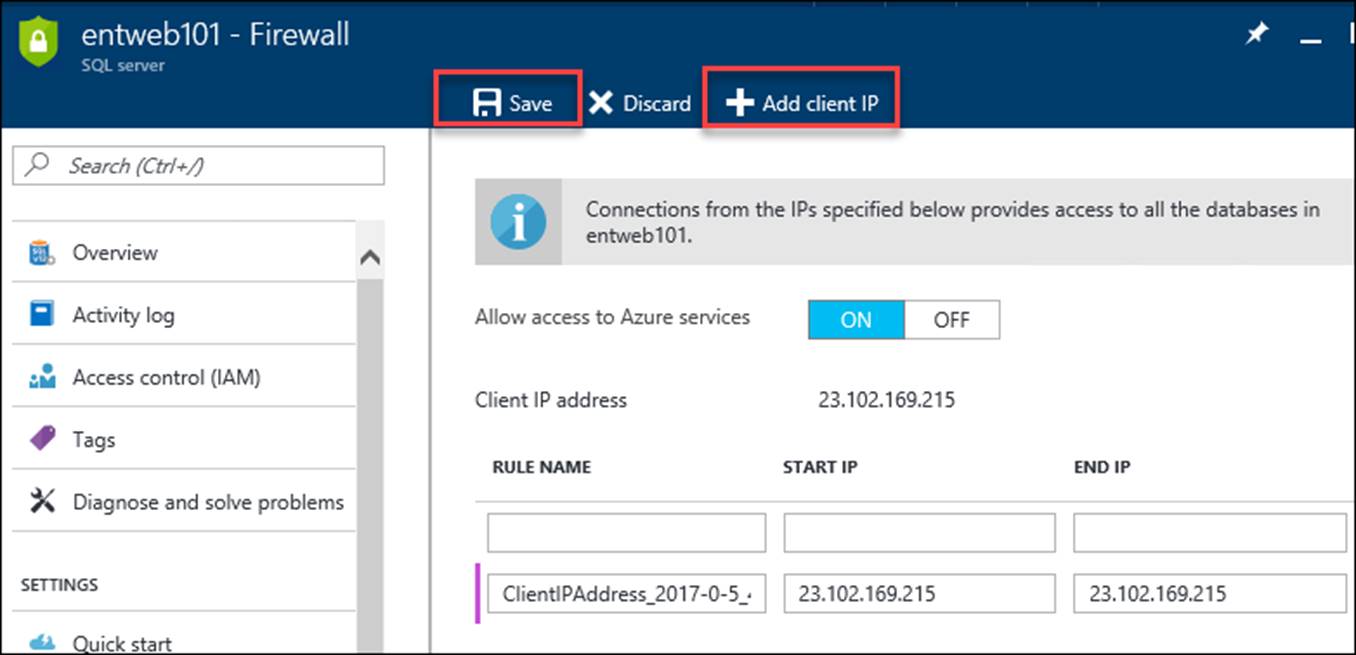 entweb101 - Firewall
SQL server
Save
Discard
Add client IP
Search (Ctrl+/)
Overview
Activity log
Access control (IAM)
Tags
Diagnose and solve problems
SETTINGS
Quick start
Connections from the IPs specified below provides access to all the databases in
entweb101.
Allow access to Azure services
ON OFF
Client IP address 23.102.169.215
RULE NAME START IP END IP
ClientIPAddress_2017-0-5_ 23.102.169.215 23.102.169.215